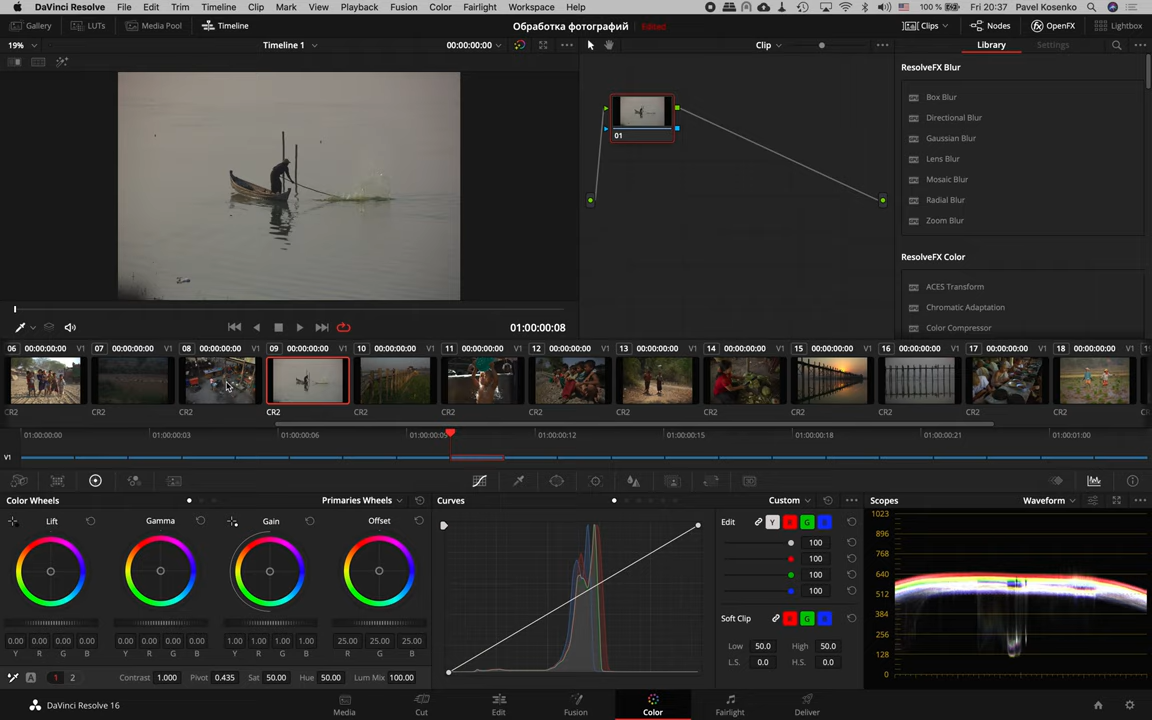 DaVinci Resolve File Edit Trim Timeline Clip Mark View Playback Fusion Color Fairlight Workspace Help 100 % Fri 20:37 Pavel Kosenko
Gallery LUTs Media Pool Timeline Обработка фотографий Edited Clips Nodes OpenFX Lightbox
19% Timeline 1 00:00:00:00 Clip Library Settings
ResolveFX Blur
Box Blur
Directional Blur
Gaussian Blur
Lens Blur
Mosaic Blur
Radial Blur
Zoom Blur
ResolveFX Color
ACES Transform
Chromatic Adaptation
Color Compressor
01
01:00:00:08
06 00:00:00:00 V1 07 00:00:00:00 V1 08 00:00:00:00 V1 09 00:00:00:00 V1 10 00:00:00:00 V1 11 00:00:00:00 V1 12 00:00:00:00 V1 13 00:00:00:00 V1 14 00:00:00:00 V1 15 00:00:00:00 V1 16 00:00:00:00 V1 17 00:00:00:00 V1 18 00:00:00:00 V1
CR2 CR2 CR2 CR2 CR2 CR2 CR2 CR2 CR2 CR2 CR2 CR2 CR2
01:00:00:00 01:00:00:03 01:00:00:06 01:00:00:09 01:00:00:12 01:00:00:15 01:00:00:18 01:00:00:21 01:00:01:00
V1
Color Wheels Primaries Wheels Curves Custom Scopes Waveform
Lift Gamma Gain Offset
0.00 0.00 0.00 0.00 0.00 0.00 0.00 0.00 1.00 1.00 1.00 1.00 25.00 25.00 25.00
Y R G B Y R G B Y R G B R G B
A 1 2 Contrast 1.000 Pivot 0.435 Sat 50.00 Hue 50.00 Lum Mix 100.00
Edit Y R G B
100
100
100
100
Soft Clip R G B
Low 50.0 High 50.0
L.S. 0.0 H.S. 0.0
1023
896
768
640
512
384
256
128
0
DaVinci Resolve 16 Media Cut Edit Fusion Color Fairlight Deliver